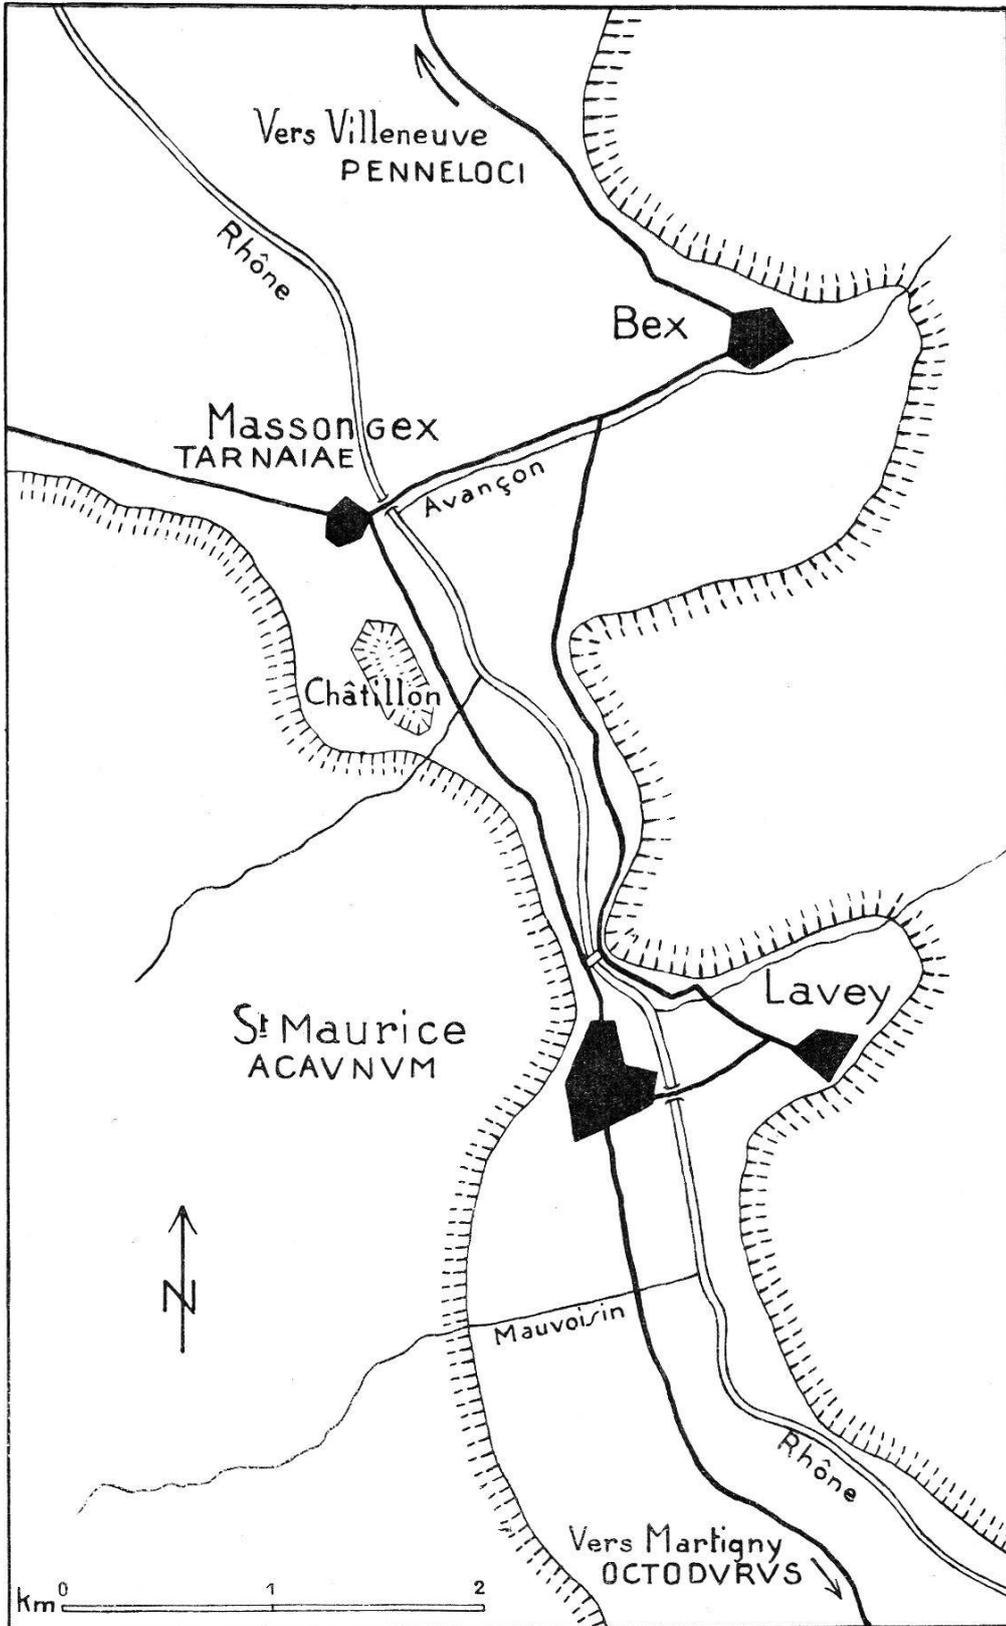 Vers Villeneuve
PENNELOCI
Rhône
Bex
Massongex
TARNAIAE
Avançon
Châtillon
Lavey
St Maurice
ACAVNVM
N
Mauvoisin
Rhône
Vers Martigny
OCTODVRVS
km 0 1 2